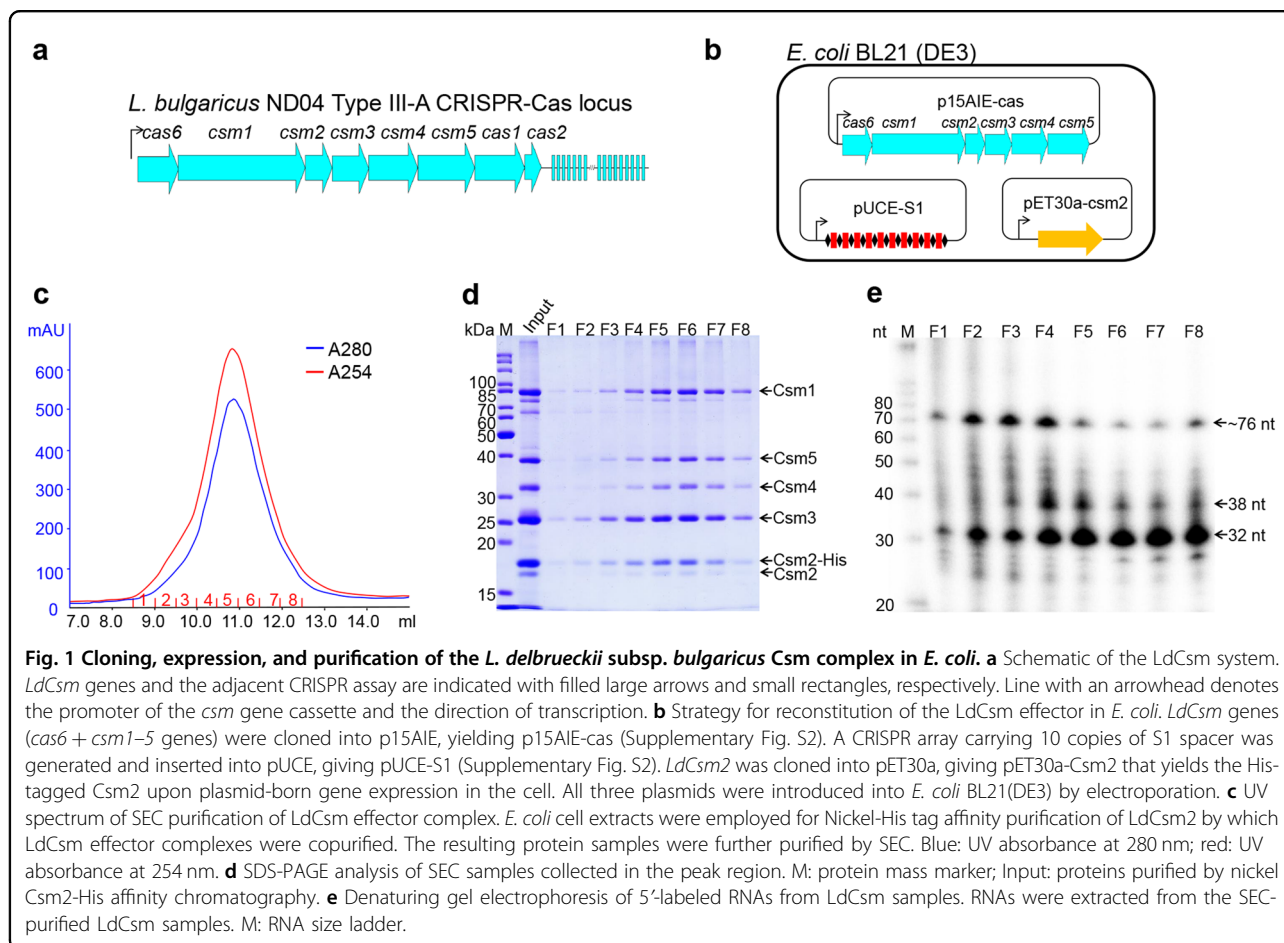 a
L. bulgaricus ND04 Type III-A CRISPR-Cas locus
cas6 csm1 csm2 csm3 csm4 csm5 cas1 cas2
b
E. coli BL21 (DE3)
p15AIE-cas
cas6 csm1 csm2 csm3 csm4 csm5
pUCE-S1
pET30a-csm2
c
mAU
A280
A254
600
500
400
300
200
100
0
1 2 3 4 5 6 7 8
7.0 8.0 9.0 10.0 11.0 12.0 13.0 14.0 ml
d
kDa M Input F1 F2 F3 F4 F5 F6 F7 F8
100
85
70
60
50
40
30
25
20
15
Csm1
Csm5
Csm4
Csm3
Csm2-His
Csm2
e
nt M F1 F2 F3 F4 F5 F6 F7 F8
80
70
60
50
40
30
20
~76 nt
38 nt
32 nt
Fig. 1 Cloning, expression, and purification of the L. delbrueckii subsp. bulgaricus Csm complex in E. coli. a Schematic of the LdCsm system.
LdCsm genes and the adjacent CRISPR assay are indicated with filled large arrows and small rectangles, respectively. Line with an arrowhead denotes
the promoter of the csm gene cassette and the direction of transcription. b Strategy for reconstitution of the LdCsm effector in E. coli. LdCsm genes
(cas6 + csm1–5 genes) were cloned into p15AIE, yielding p15AIE-cas (Supplementary Fig. S2). A CRISPR array carrying 10 copies of S1 spacer was
generated and inserted into pUCE, giving pUCE-S1 (Supplementary Fig. S2). LdCsm2 was cloned into pET30a, giving pET30a-Csm2 that yields the His-
tagged Csm2 upon plasmid-born gene expression in the cell. All three plasmids were introduced into E. coli BL21(DE3) by electroporation. c UV
spectrum of SEC purification of LdCsm effector complex. E. coli cell extracts were employed for Nickel-His tag affinity purification of LdCsm2 by which
LdCsm effector complexes were copurified. The resulting protein samples were further purified by SEC. Blue: UV absorbance at 280 nm; red: UV
absorbance at 254 nm. d SDS-PAGE analysis of SEC samples collected in the peak region. M: protein mass marker; Input: proteins purified by nickel
Csm2-His affinity chromatography. e Denaturing gel electrophoresis of 5′-labeled RNAs from LdCsm samples. RNAs were extracted from the SEC-
purified LdCsm samples. M: RNA size ladder.